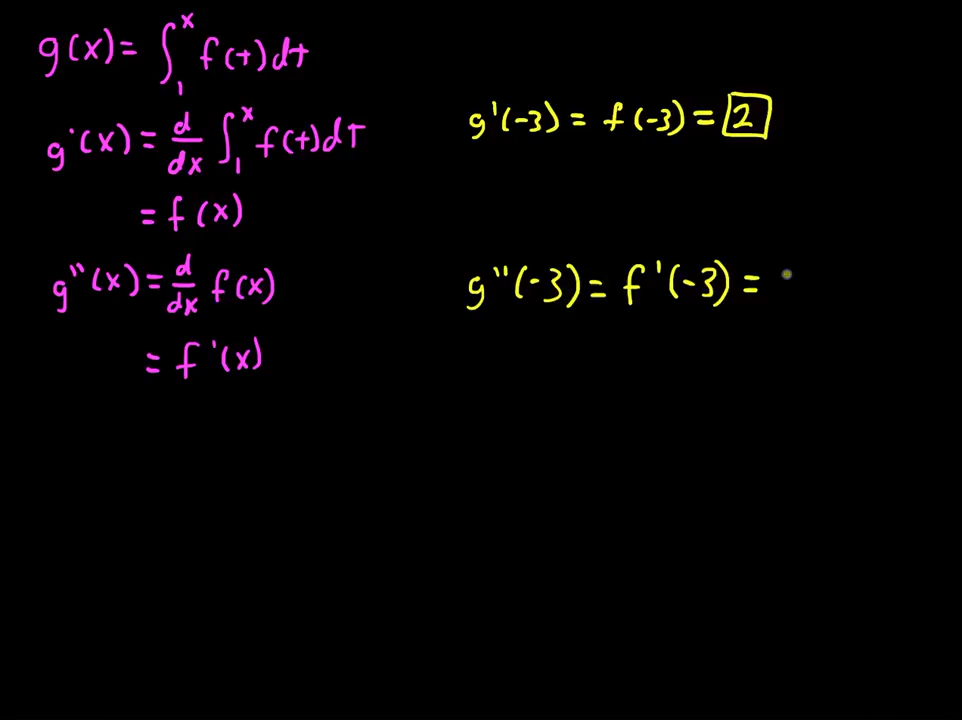 g(x) = ∫₁ˣ f(t)dt
g'(x) = d/dx ∫₁ˣ f(t)dt
= f(x)
g''(x) = d/dx f(x)
= f'(x)
g'(-3) = f(-3) = 2
g''(-3) = f'(-3) =